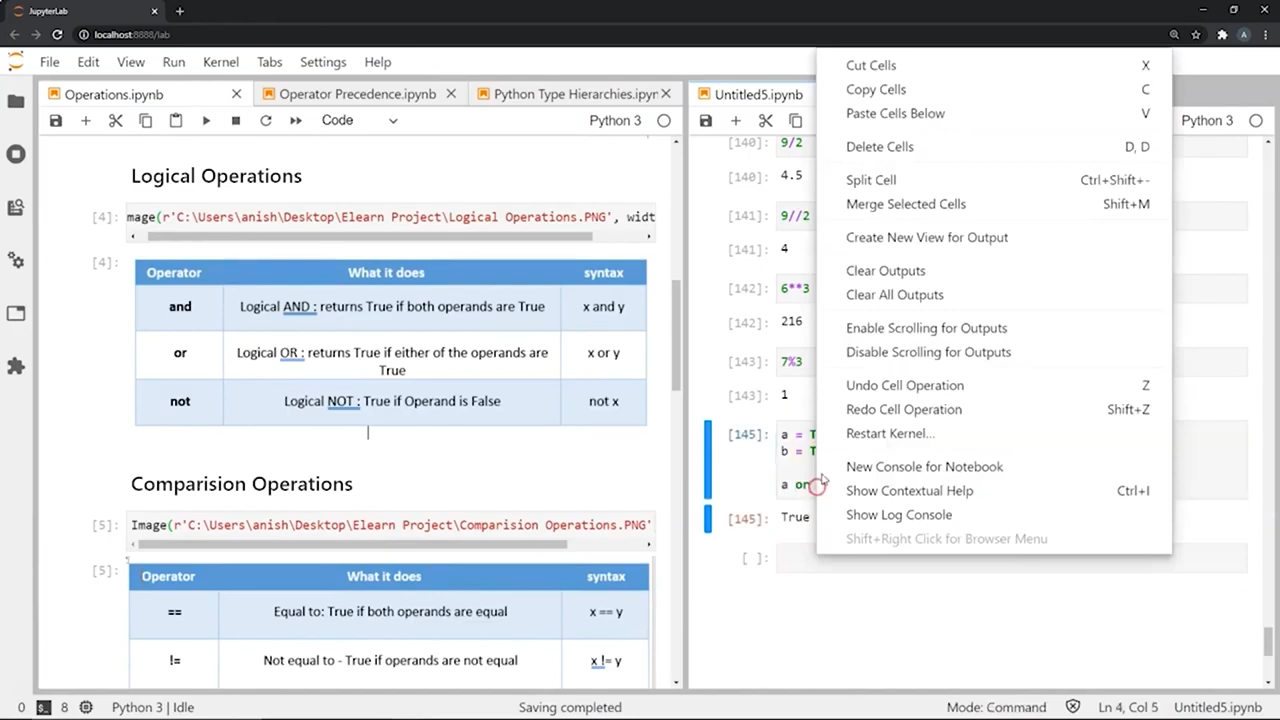 JupyterLab
localhost:8888/lab
File Edit View Run Kernel Tabs Settings Help
Operations.ipynb
Operator Precedence.ipynb
Python Type Hierarchies.ipynr
Code
Python 3
Logical Operations
[4]: mage(r'C:\Users\anish\Desktop\Elearn Project\Logical Operations.PNG', widt
[4]:
Operator What it does syntax
and Logical AND : returns True if both operands are True x and y
or Logical OR : returns True if either of the operands are True x or y
not Logical NOT : True if Operand is False not x
Comparision Operations
[5]: Image(r'C:\Users\anish\Desktop\Elearn Project\Comparision Operations.PNG'
[5]:
Operator What it does syntax
== Equal to: True if both operands are equal x == y
!= Not equal to - True if operands are not equal x != y
Untitled5.ipynb
Python 3
[140]: 9/2
[140]: 4.5
[141]: 9//2
[141]: 4
[142]: 6**3
[142]: 216
[143]: 7%3
[143]: 1
[145]: a = T
b = T
a or
[145]: True
[ ]:
Cut Cells X
Copy Cells C
Paste Cells Below V
Delete Cells D, D
Split Cell Ctrl+Shift+-
Merge Selected Cells Shift+M
Create New View for Output
Clear Outputs
Clear All Outputs
Enable Scrolling for Outputs
Disable Scrolling for Outputs
Undo Cell Operation Z
Redo Cell Operation Shift+Z
Restart Kernel...
New Console for Notebook
Show Contextual Help Ctrl+I
Show Log Console
Shift+Right Click for Browser Menu
0 8 Python 3 | Idle Saving completed Mode: Command Ln 4, Col 5 Untitled5.ipynb